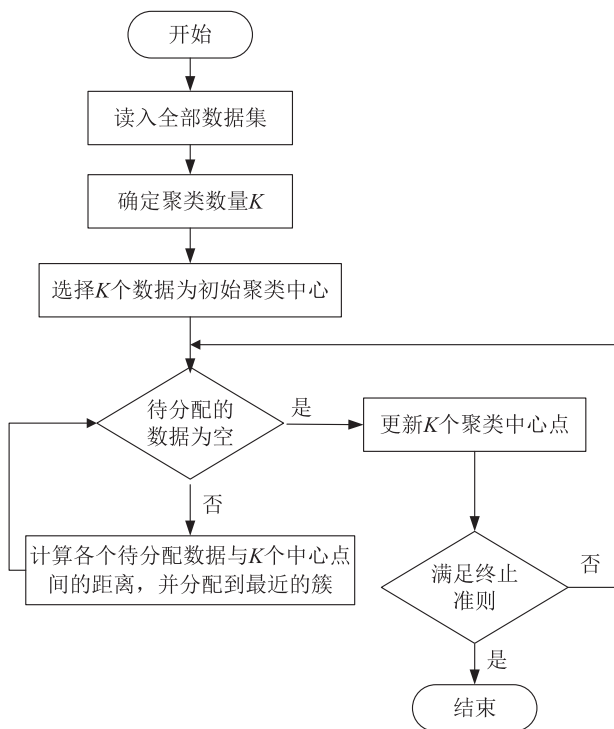 开始
读入全部数据集
确定聚类数量K
选择K个数据为初始聚类中心
待分配的
数据为空
是
更新K个聚类中心点
否
计算各个待分配数据与K个中心点
间的距离，并分配到最近的簇
满足终止
准则
否
是
结束